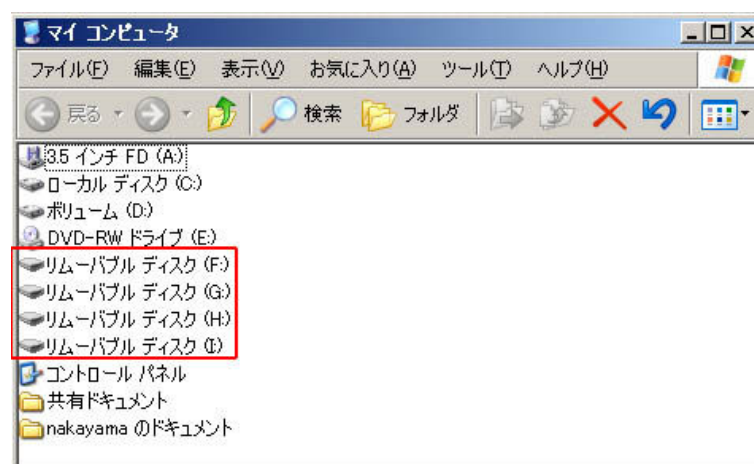 マイ コンピュータ
ファイル(F) 編集(E) 表示(V) お気に入り(A) ツール(T) ヘルプ(H)
戻る 検索 フォルダ
3.5 インチ FD (A:)
ローカル ディスク (C:)
ボリューム (D:)
DVD-RW ドライブ (E:)
リムーバブル ディスク (F:)
リムーバブル ディスク (G:)
リムーバブル ディスク (H:)
リムーバブル ディスク (I:)
コントロール パネル
共有ドキュメント
nakayama のドキュメント